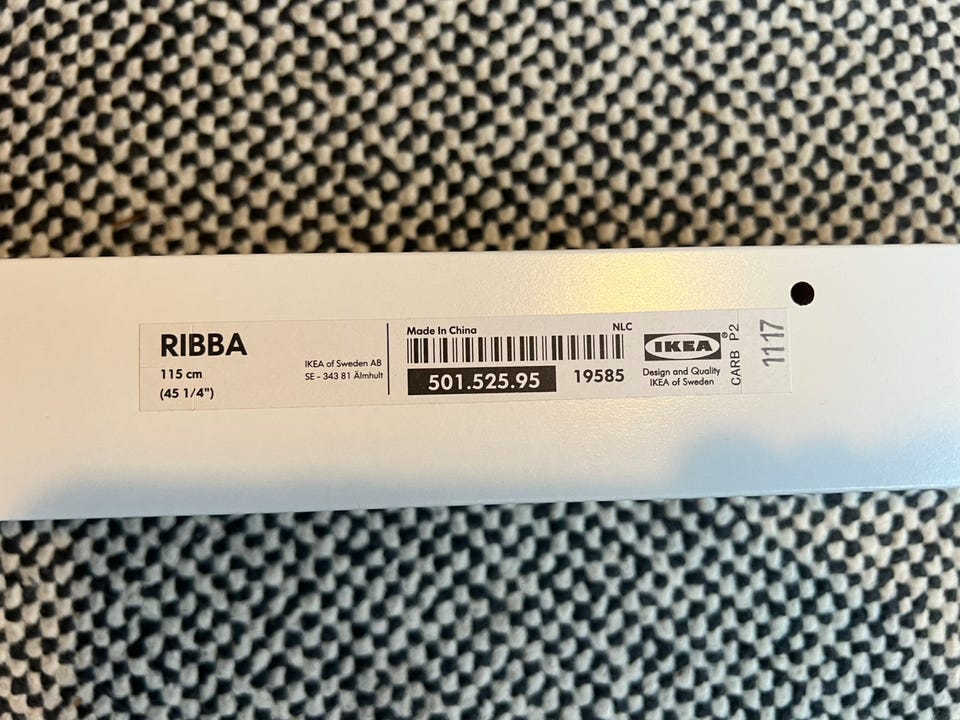 RIBBA
115 cm
(45 1/4")
IKEA of Sweden AB
SE - 343 81 Älmhult
Made In China
NLC
501.525.95
19585
IKEA®
Design and Quality
IKEA of Sweden
CARB P2
1117